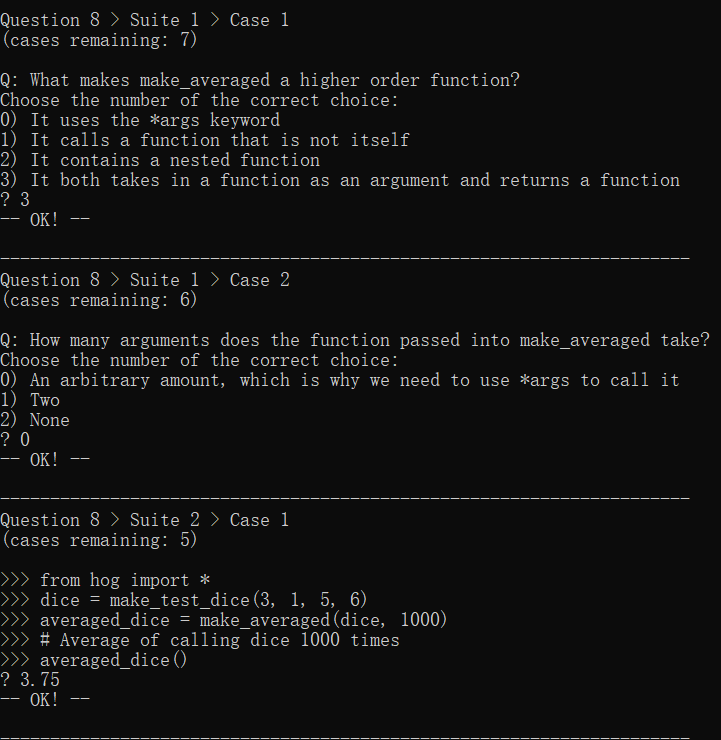 Question 8 > Suite 1 > Case 1
(cases remaining: 7)
Q: What makes make_averaged a higher order function?
Choose the number of the correct choice:
0) It uses the *args keyword
1) It calls a function that is not itself
2) It contains a nested function
3) It both takes in a function as an argument and returns a function
? 3
-- OK! --
---------------------------------------------------------------------
Question 8 > Suite 1 > Case 2
(cases remaining: 6)
Q: How many arguments does the function passed into make_averaged take?
Choose the number of the correct choice:
0) An arbitrary amount, which is why we need to use *args to call it
1) Two
2) None
? 0
-- OK! --
---------------------------------------------------------------------
Question 8 > Suite 2 > Case 1
(cases remaining: 5)
>>> from hog import *
>>> dice = make_test_dice(3, 1, 5, 6)
>>> averaged_dice = make_averaged(dice, 1000)
>>> # Average of calling dice 1000 times
>>> averaged_dice()
? 3.75
-- OK! --
---------------------------------------------------------------------